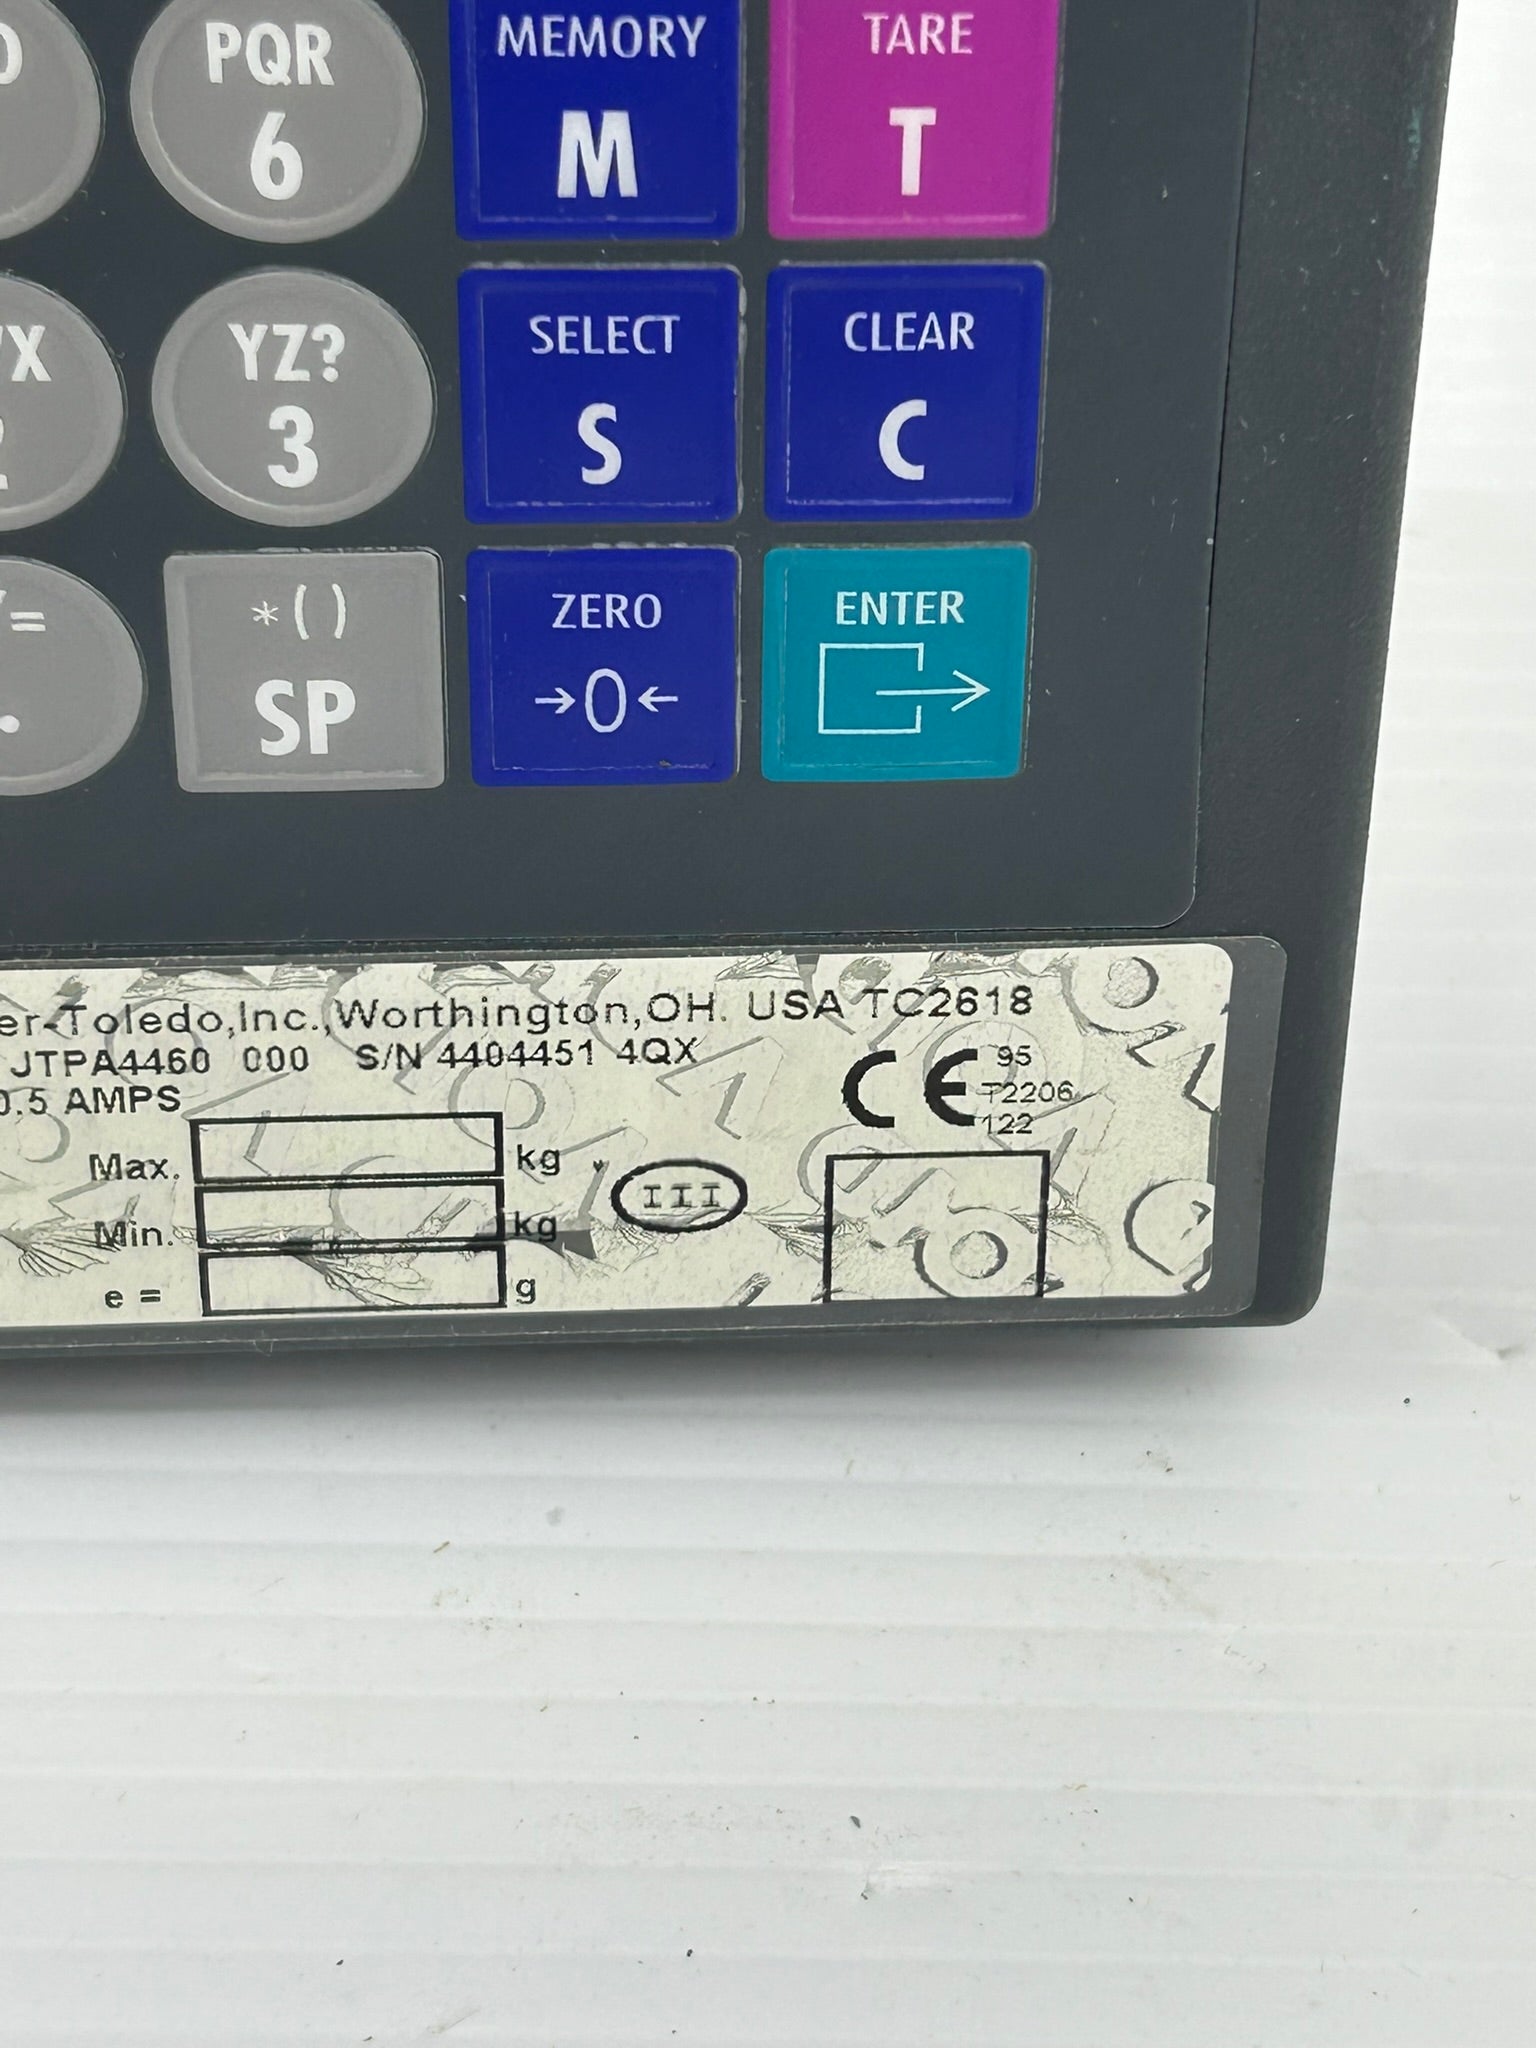 PQR
6
MEMORY
M
TARE
T
X
YZ?
3
SELECT
S
CLEAR
C
=
.
*()
SP
ZERO
→0←
ENTER
er-Toledo,Inc.,Worthington,OH. USA TC2618
JTPA4460 000 S/N 4404451 4QX
0.5 AMPS
CE 95
T2206
122
Max. kg
Min. kg
III
e = g